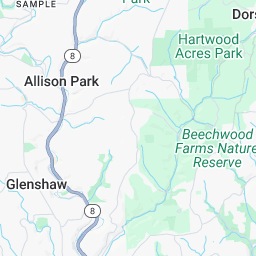 SAMPLE
Park
Dors
Hartwood
Acres Park
8
Allison Park
Beechwood
Farms Nature
Reserve
Glenshaw
8